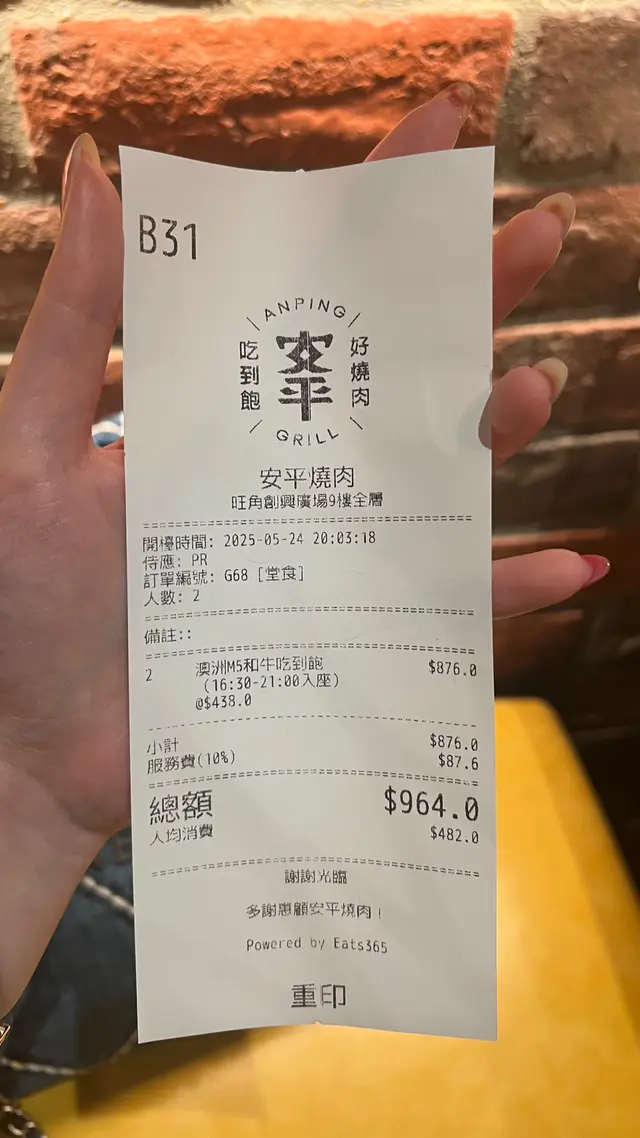 B31
ANPING
吃到飽
安平
好燒肉
GRILL
安平燒肉
旺角創興廣場9樓全層
開檯時間: 2025-05-24 20:03:18
侍應: PR
訂單編號: G68 [堂食]
人數: 2
備註::
2 澳洲M5和牛吃到飽 $876.0
(16:30-21:00入座)
@$438.0
小計 $876.0
服務費(10%) $87.6
總額 $964.0
人均消費 $482.0
謝謝光臨
多謝惠顧安平燒肉!
Powered by Eats365
重印